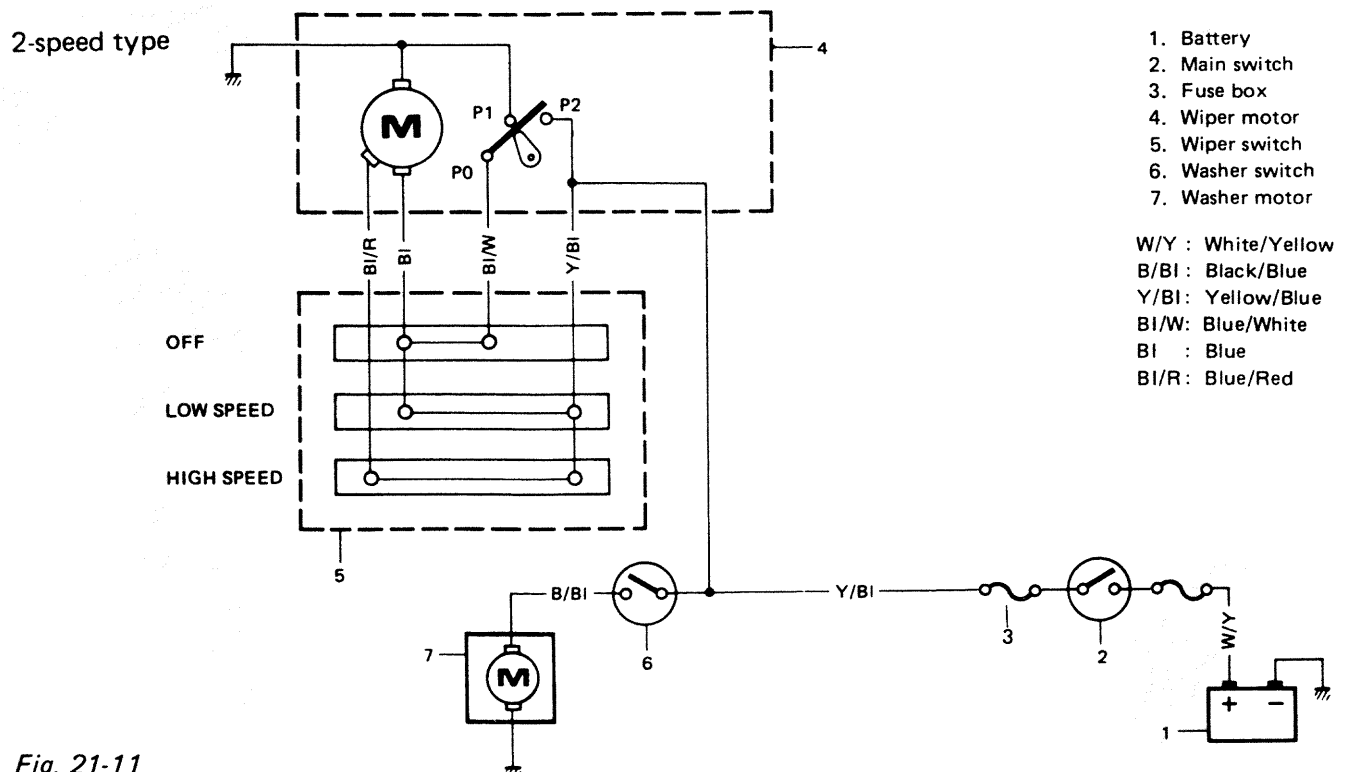 2-speed type
4
1. Battery
2. Main switch
3. Fuse box
4. Wiper motor
5. Wiper switch
6. Washer switch
7. Washer motor
W/Y : White/Yellow
B/Bl : Black/Blue
Y/Bl : Yellow/Blue
Bl/W: Blue/White
Bl : Blue
Bl/R : Blue/Red
M
P1
P2
P0
Bl/R
Bl
Bl/W
Y/Bl
OFF
LOW SPEED
HIGH SPEED
5
B/Bl
Y/Bl
6
3
2
W/Y
7
M
+ −
1
Fig. 21-11